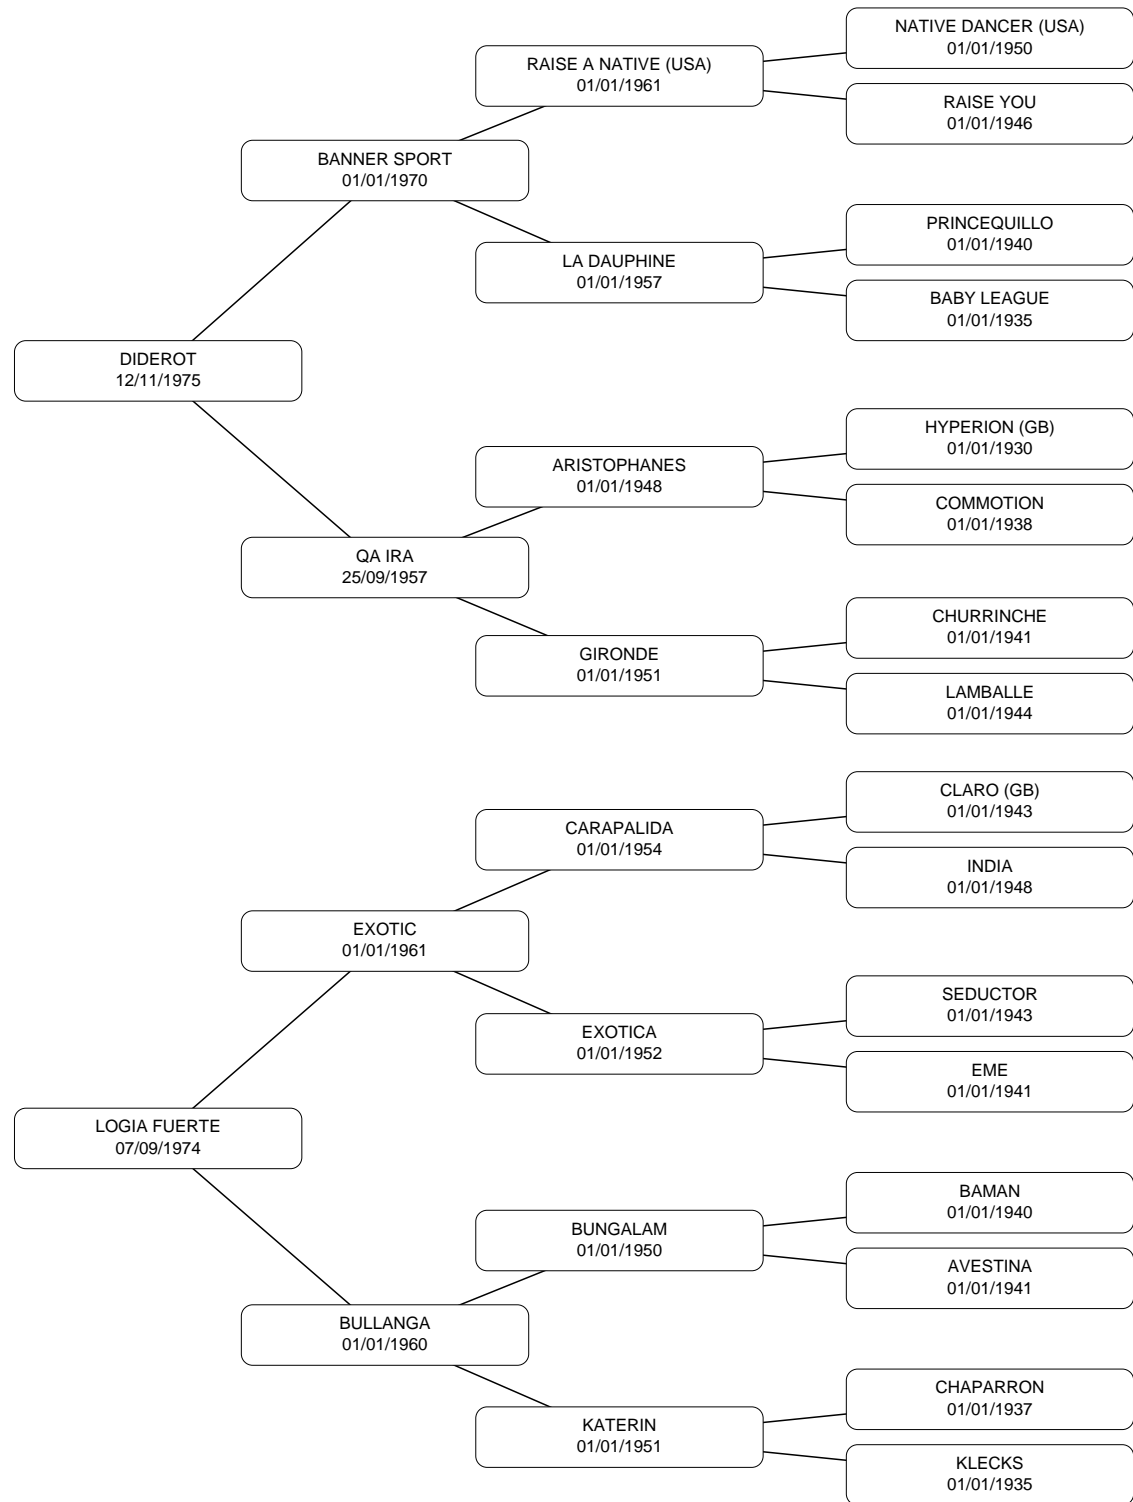 NATIVE DANCER (USA)
01/01/1950
RAISE A NATIVE (USA)
01/01/1961
RAISE YOU
01/01/1946
BANNER SPORT
01/01/1970
PRINCEQUILLO
01/01/1940
LA DAUPHINE
01/01/1957
BABY LEAGUE
01/01/1935
DIDEROT
12/11/1975
HYPERION (GB)
01/01/1930
ARISTOPHANES
01/01/1948
COMMOTION
01/01/1938
QA IRA
25/09/1957
CHURRINCHE
01/01/1941
GIRONDE
01/01/1951
LAMBALLE
01/01/1944
CLARO (GB)
01/01/1943
CARAPALIDA
01/01/1954
INDIA
01/01/1948
EXOTIC
01/01/1961
SEDUCTOR
01/01/1943
EXOTICA
01/01/1952
EME
01/01/1941
LOGIA FUERTE
07/09/1974
BAMAN
01/01/1940
BUNGALAM
01/01/1950
AVESTINA
01/01/1941
BULLANGA
01/01/1960
CHAPARRON
01/01/1937
KATERIN
01/01/1951
KLECKS
01/01/1935